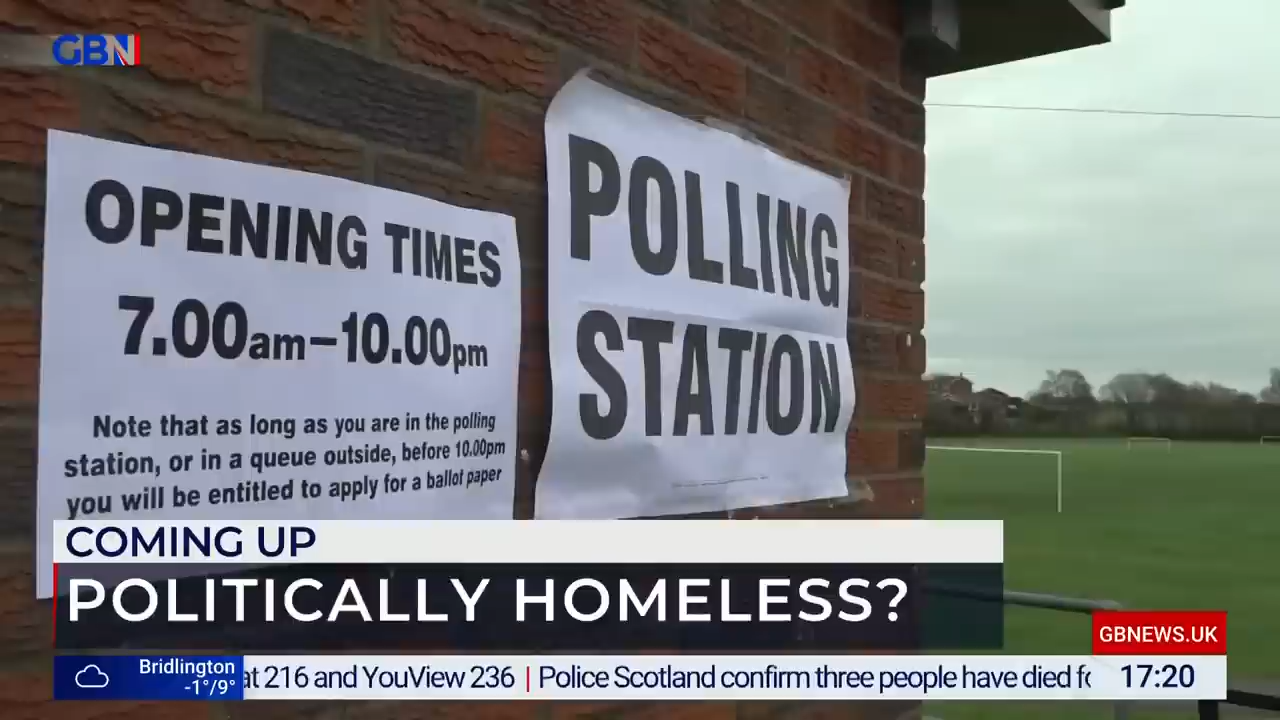 GBN
OPENING TIMES
7.00am–10.00pm
Note that as long as you are in the polling
station, or in a queue outside, before 10.00pm
you will be entitled to apply for a ballot paper
POLLING
STATION
COMING UP
POLITICALLY HOMELESS?
GBNEWS.UK
Bridlington
-1°/9°
at 216 and YouView 236 | Police Scotland confirm three people have died
17:20